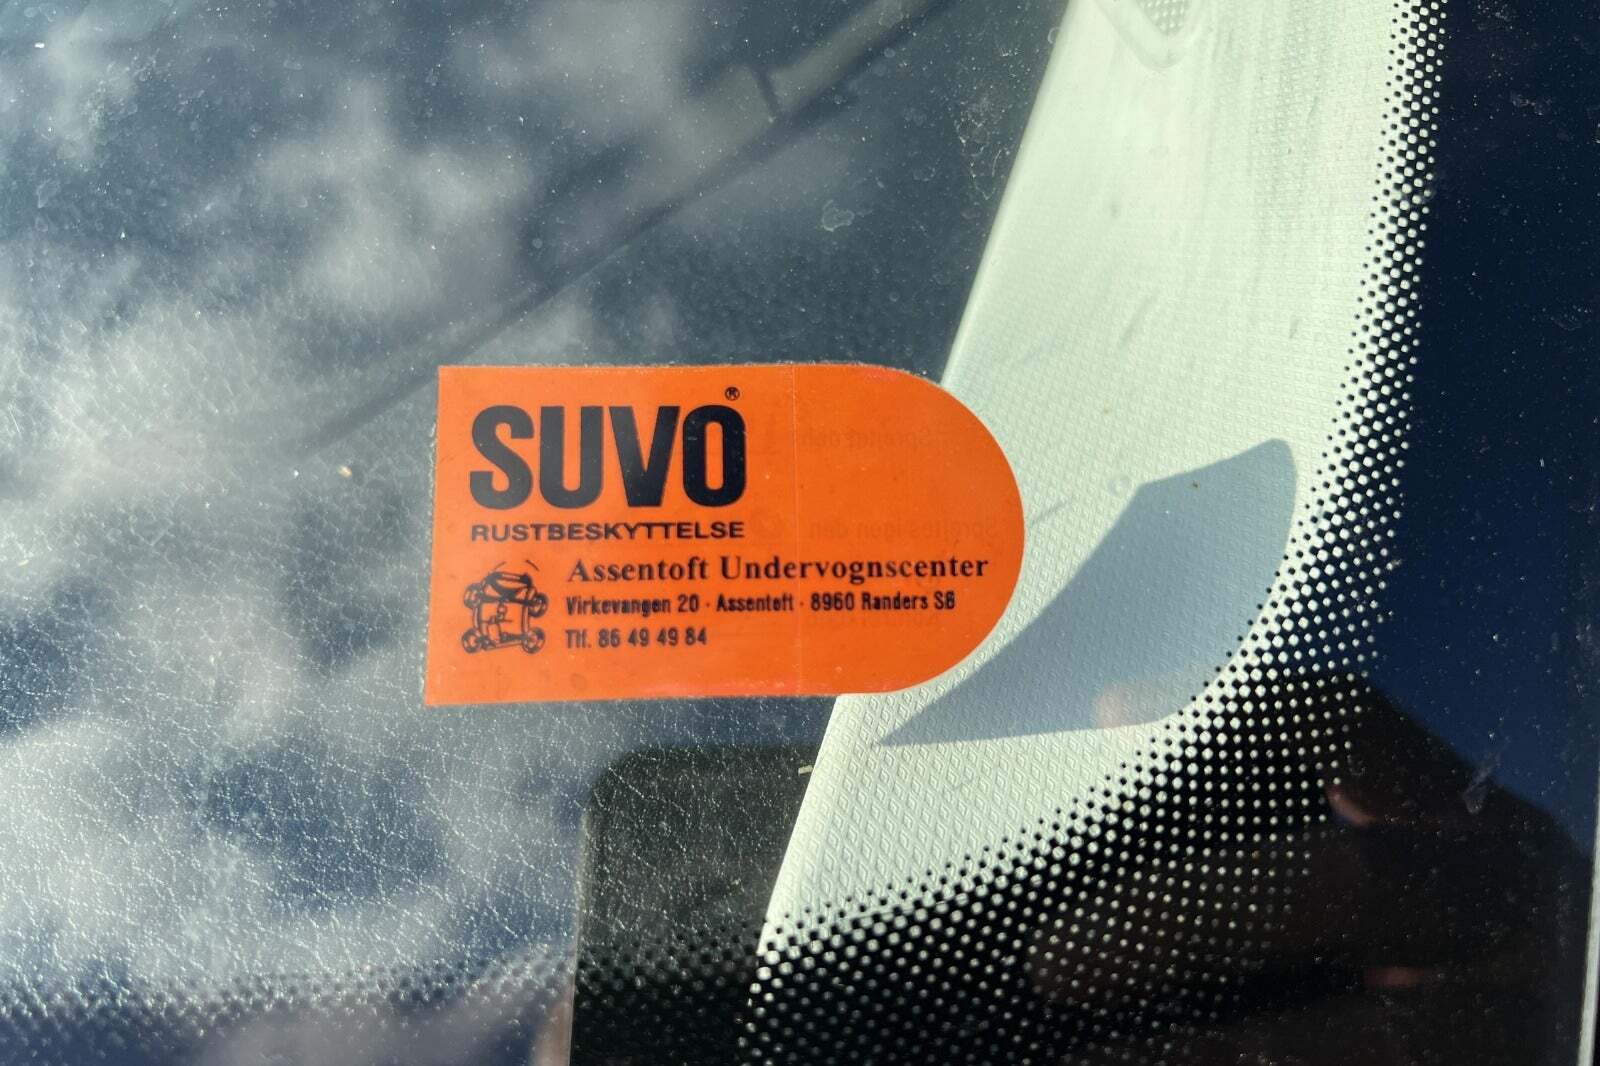 SUVO®
RUSTBESKYTTELSE
Assentoft Undervognscenter
Virkevangen 20 · Assentoft · 8960 Randers SØ
Tlf. 86 49 49 84